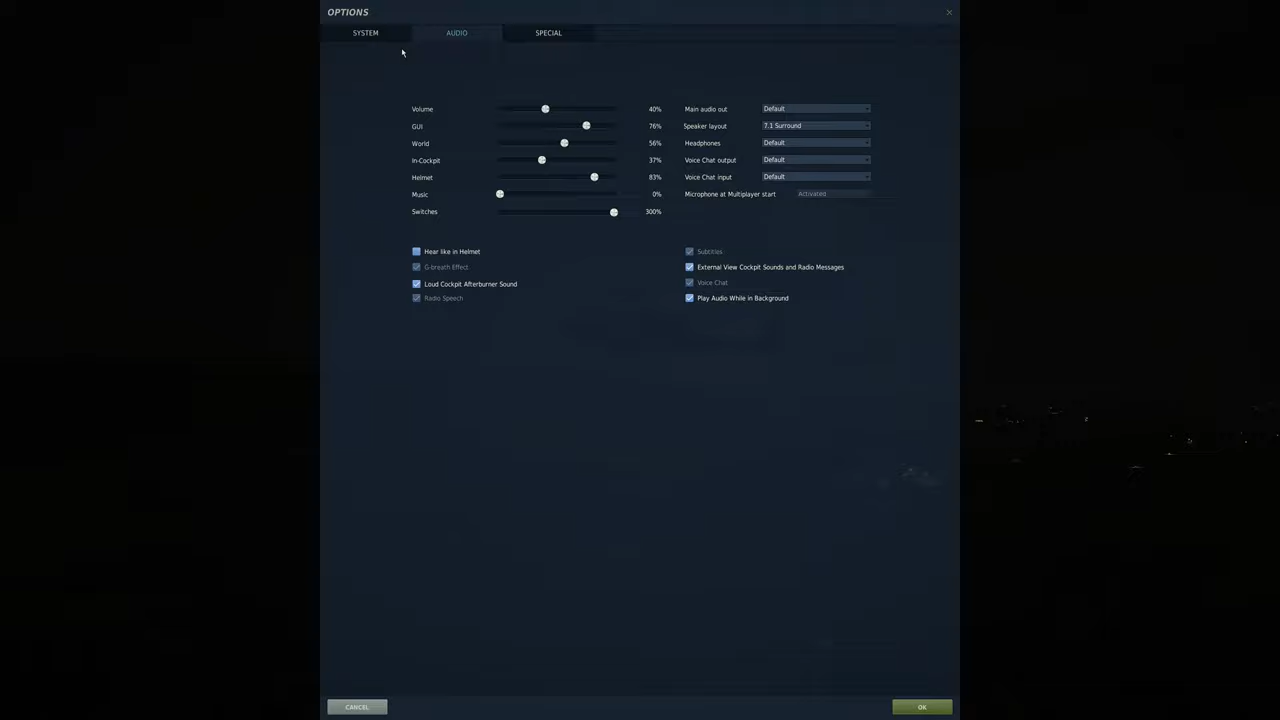 OPTIONS
SYSTEM AUDIO SPECIAL
Volume 40% Main audio out Default
GUI 76% Speaker layout 7.1 Surround
World 56% Headphones Default
In-Cockpit 37% Voice Chat output Default
Helmet 83% Voice Chat input Default
Music 0% Microphone at Multiplayer start Activated
Switches 300%
Hear like in Helmet Subtitles
G-breath Effect External View Cockpit Sounds and Radio Messages
Loud Cockpit Afterburner Sound Voice Chat
Radio Speech Play Audio While in Background
CANCEL OK